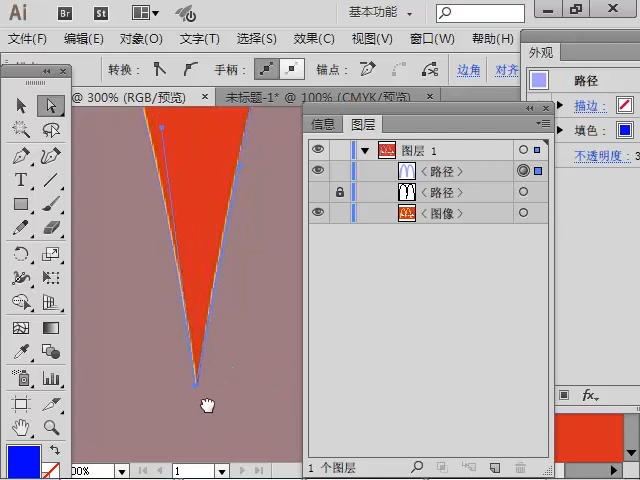 Ai Br St 基本功能
文件(F) 编辑(E) 对象(O) 文字(T) 选择(S) 效果(C) 视图(V) 窗口(W) 帮助(H)
转换： 手柄： 锚点： 边角 对齐
@ 300% (RGB/预览) × 未标题-1* @ 100% (CMYK/预览) ×
外观
路径
描边：
填色：
不透明度：3
信息 图层
图层 1
〈路径〉
〈路径〉
〈图像〉
T
fx
00% 1
1 个图层